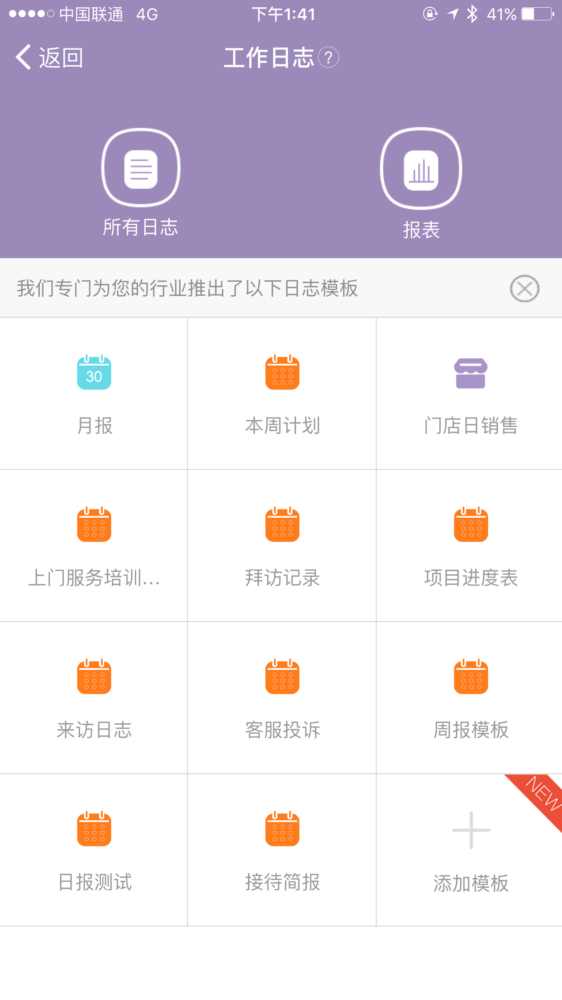 中国联通 4G 下午1:41 41%
返回 工作日志 ?
所有日志 报表
我们专门为您的行业推出了以下日志模板
30
月报 本周计划 门店日销售
上门服务培训... 拜访记录 项目进度表
来访日志 客服投诉 周报模板
NEW
日报测试 接待简报 添加模板